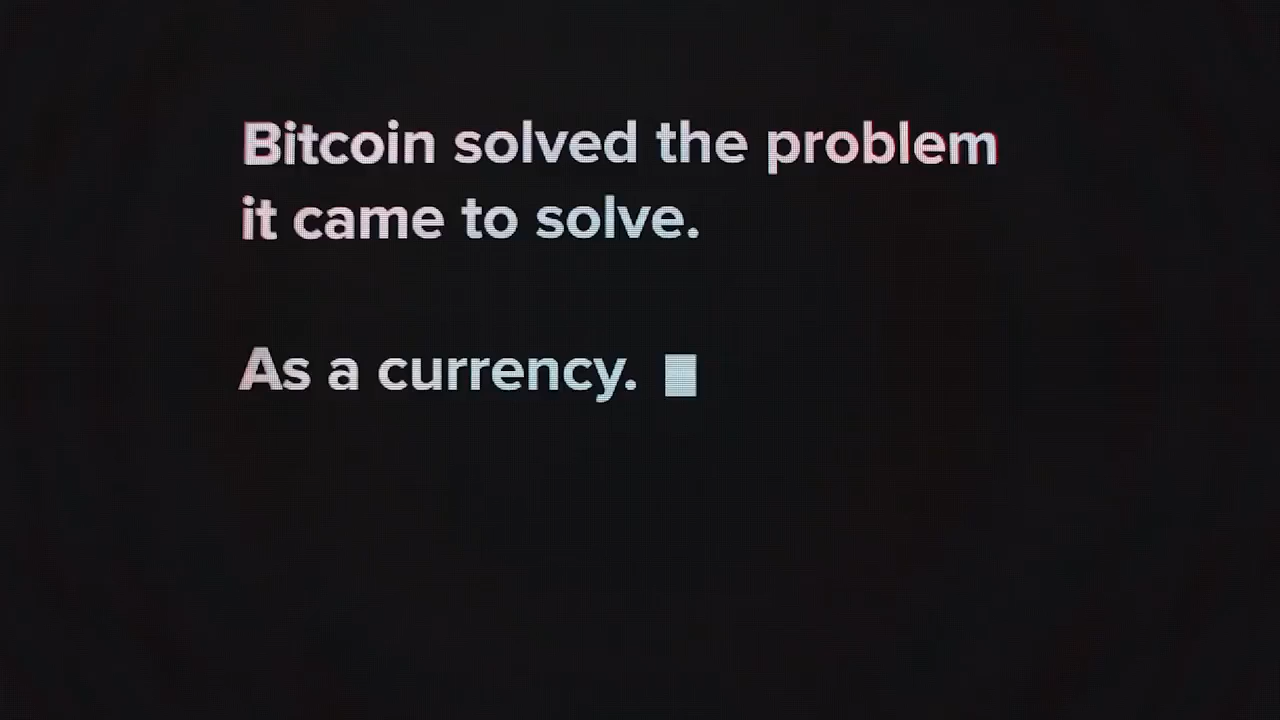 Bitcoin solved the problem
it came to solve.
As a currency.